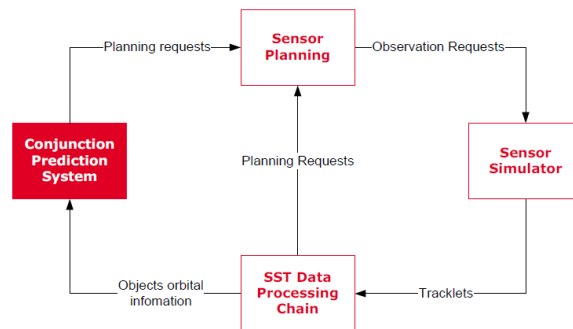 Planning requests
Sensor
Planning
Observation Requests
Conjunction
Prediction
System
Planning Requests
Sensor
Simulator
Objects orbital
infomation
SST Data
Processing
Chain
Tracklets